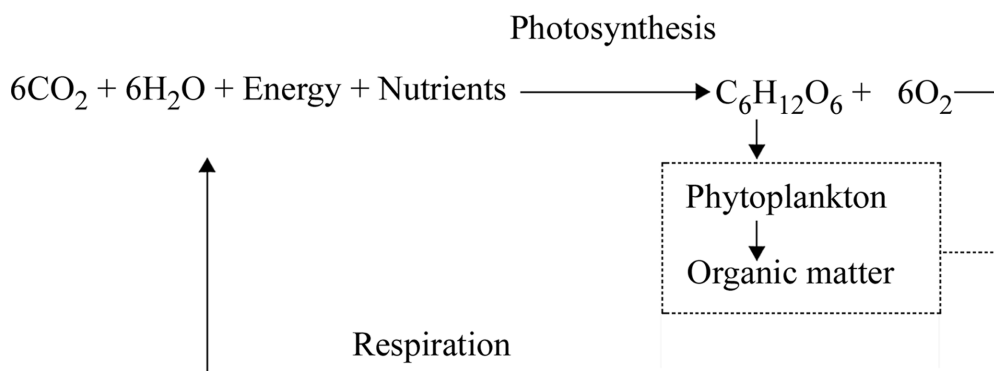 Photosynthesis
6CO₂ + 6H₂O + Energy + Nutrients C₆H₁₂O₆ + 6O₂
Phytoplankton
Organic matter
Respiration